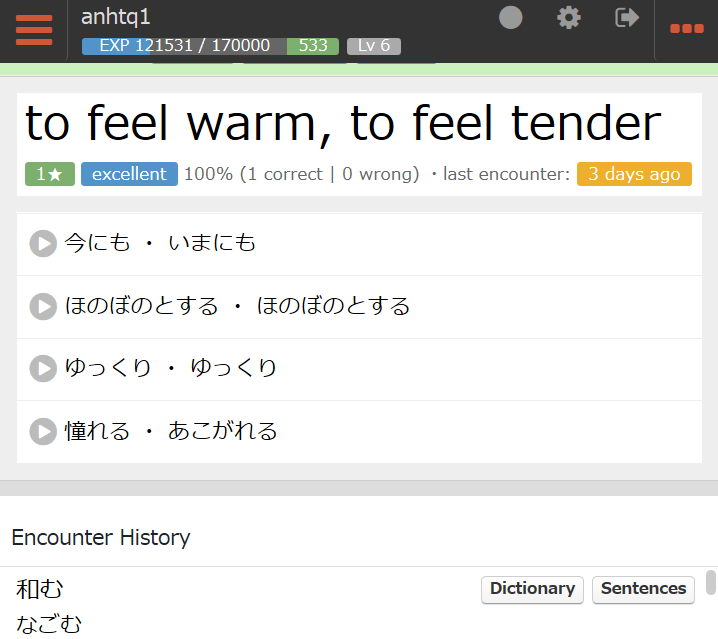 anhtq1
EXP 121531 / 170000 533 Lv 6
to feel warm, to feel tender
1★ excellent 100% (1 correct | 0 wrong) ・last encounter: 3 days ago
今にも ・ いまにも
ほのぼのとする ・ ほのぼのとする
ゆっくり ・ ゆっくり
憧れる ・ あこがれる
Encounter History
和む Dictionary Sentences
なごむ